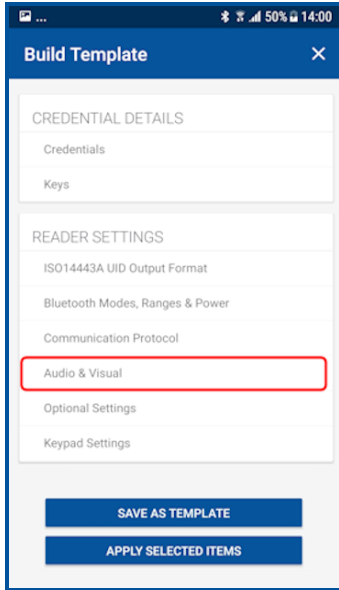 ... 50% 14:00
Build Template ×
CREDENTIAL DETAILS
Credentials
Keys
READER SETTINGS
ISO14443A UID Output Format
Bluetooth Modes, Ranges & Power
Communication Protocol
Audio & Visual
Optional Settings
Keypad Settings
SAVE AS TEMPLATE
APPLY SELECTED ITEMS